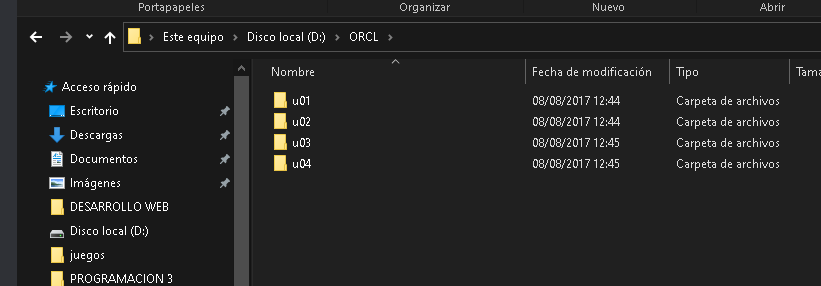 Portapapeles Organizar Nuevo Abrir
Este equipo Disco local (D:) ORCL
Nombre Fecha de modificación Tipo Tama
Acceso rápido
Escritorio
Descargas
Documentos
Imágenes
DESARROLLO WEB
Disco local (D:)
juegos
PROGRAMACION 3
u01 08/08/2017 12:44 Carpeta de archivos
u02 08/08/2017 12:44 Carpeta de archivos
u03 08/08/2017 12:45 Carpeta de archivos
u04 08/08/2017 12:45 Carpeta de archivos